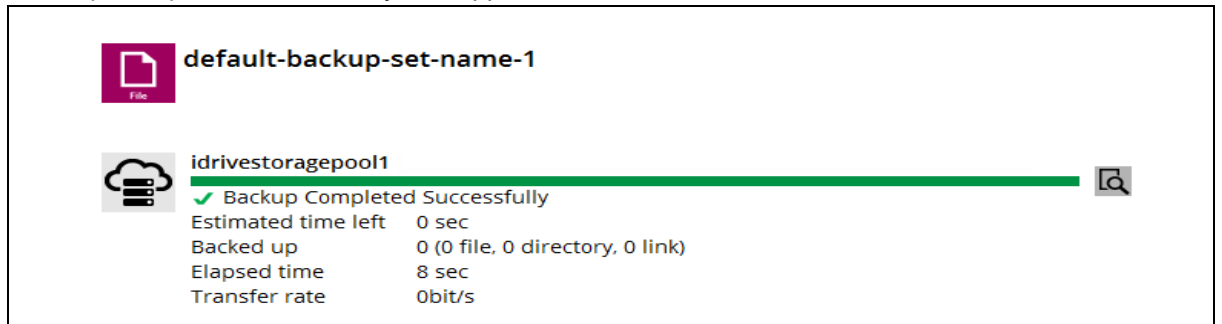 default-backup-set-name-1
File
idrivestoragepool1
Backup Completed Successfully
Estimated time left 0 sec
Backed up 0 (0 file, 0 directory, 0 link)
Elapsed time 8 sec
Transfer rate 0bit/s